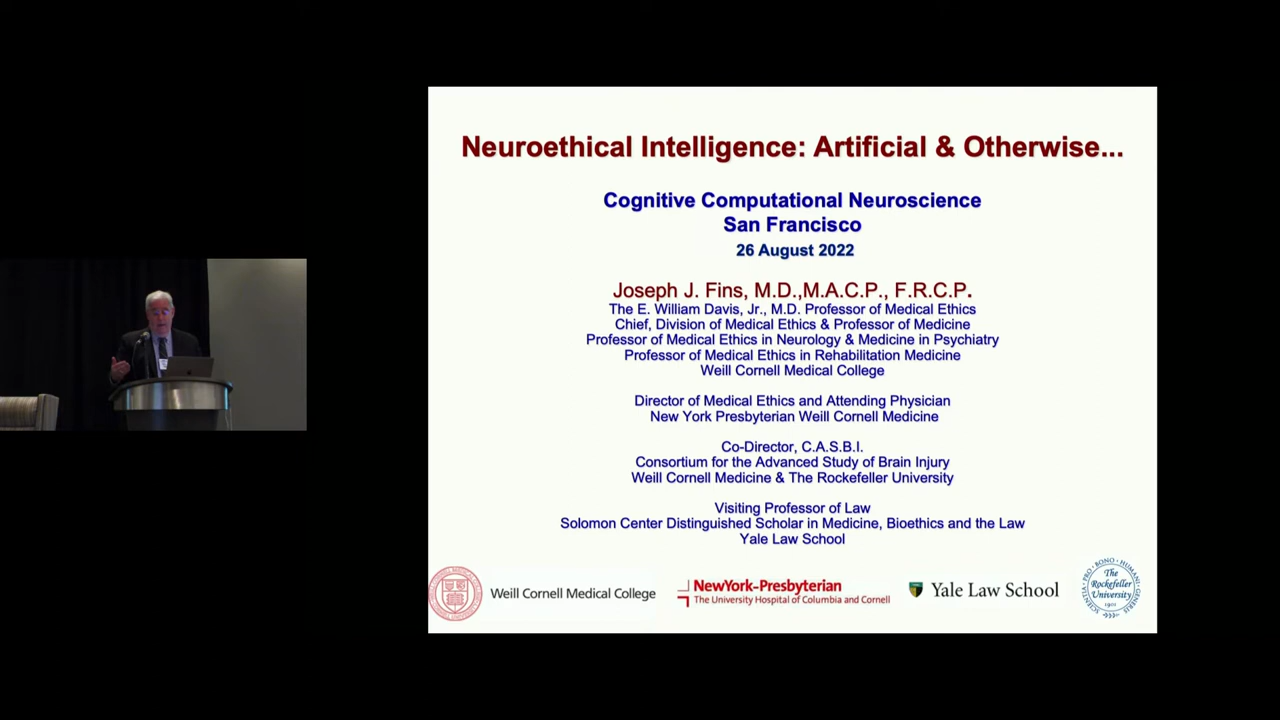 Neuroethical Intelligence: Artificial & Otherwise...
Cognitive Computational Neuroscience
San Francisco
26 August 2022
Joseph J. Fins, M.D.,M.A.C.P., F.R.C.P.
The E. William Davis, Jr., M.D. Professor of Medical Ethics
Chief, Division of Medical Ethics & Professor of Medicine
Professor of Medical Ethics in Neurology & Medicine in Psychiatry
Professor of Medical Ethics in Rehabilitation Medicine
Weill Cornell Medical College
Director of Medical Ethics and Attending Physician
New York Presbyterian Weill Cornell Medicine
Co-Director, C.A.S.B.I.
Consortium for the Advanced Study of Brain Injury
Weill Cornell Medicine & The Rockefeller University
Visiting Professor of Law
Solomon Center Distinguished Scholar in Medicine, Bioethics and the Law
Yale Law School
Weill Cornell Medical College
NewYork-Presbyterian
The University Hospital of Columbia and Cornell
Yale Law School
SCIENTIA • PRO • BONO • HUMANI • GENERIS
The
Rockefeller
University
1901